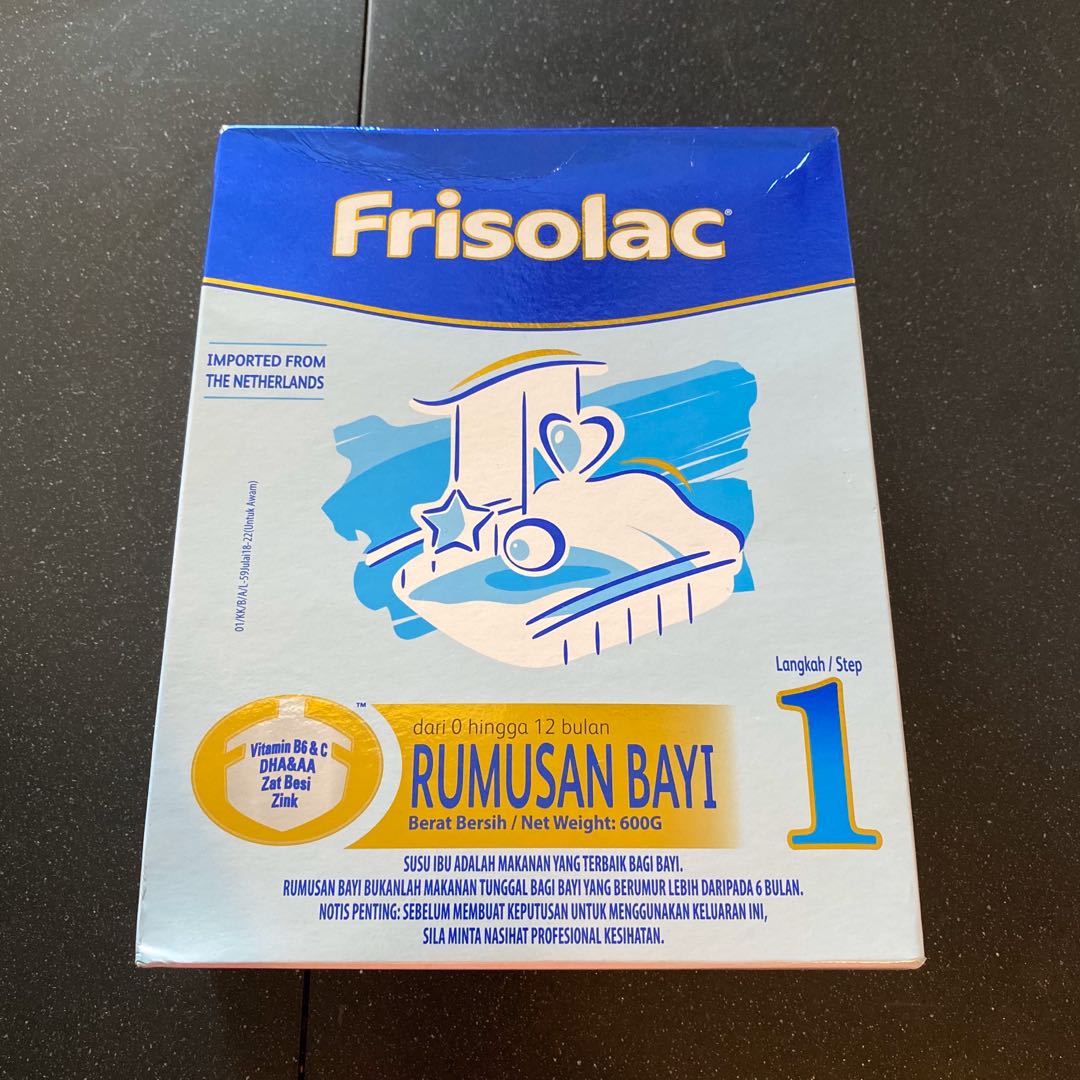 Frisolac®
IMPORTED FROM
THE NETHERLANDS
01/KK/B/A/L-59Julai18-22(Untuk Awam)
Langkah / Step
1
TM
Vitamin B6 & C
DHA&AA
Zat Besi
Zink
dari 0 hingga 12 bulan
RUMUSAN BAYI
Berat Bersih / Net Weight: 600G
SUSU IBU ADALAH MAKANAN YANG TERBAIK BAGI BAYI.
RUMUSAN BAYI BUKANLAH MAKANAN TUNGGAL BAGI BAYI YANG BERUMUR LEBIH DARIPADA 6 BULAN.
NOTIS PENTING: SEBELUM MEMBUAT KEPUTUSAN UNTUK MENGGUNAKAN KELUARAN INI,
SILA MINTA NASIHAT PROFESIONAL KESIHATAN.